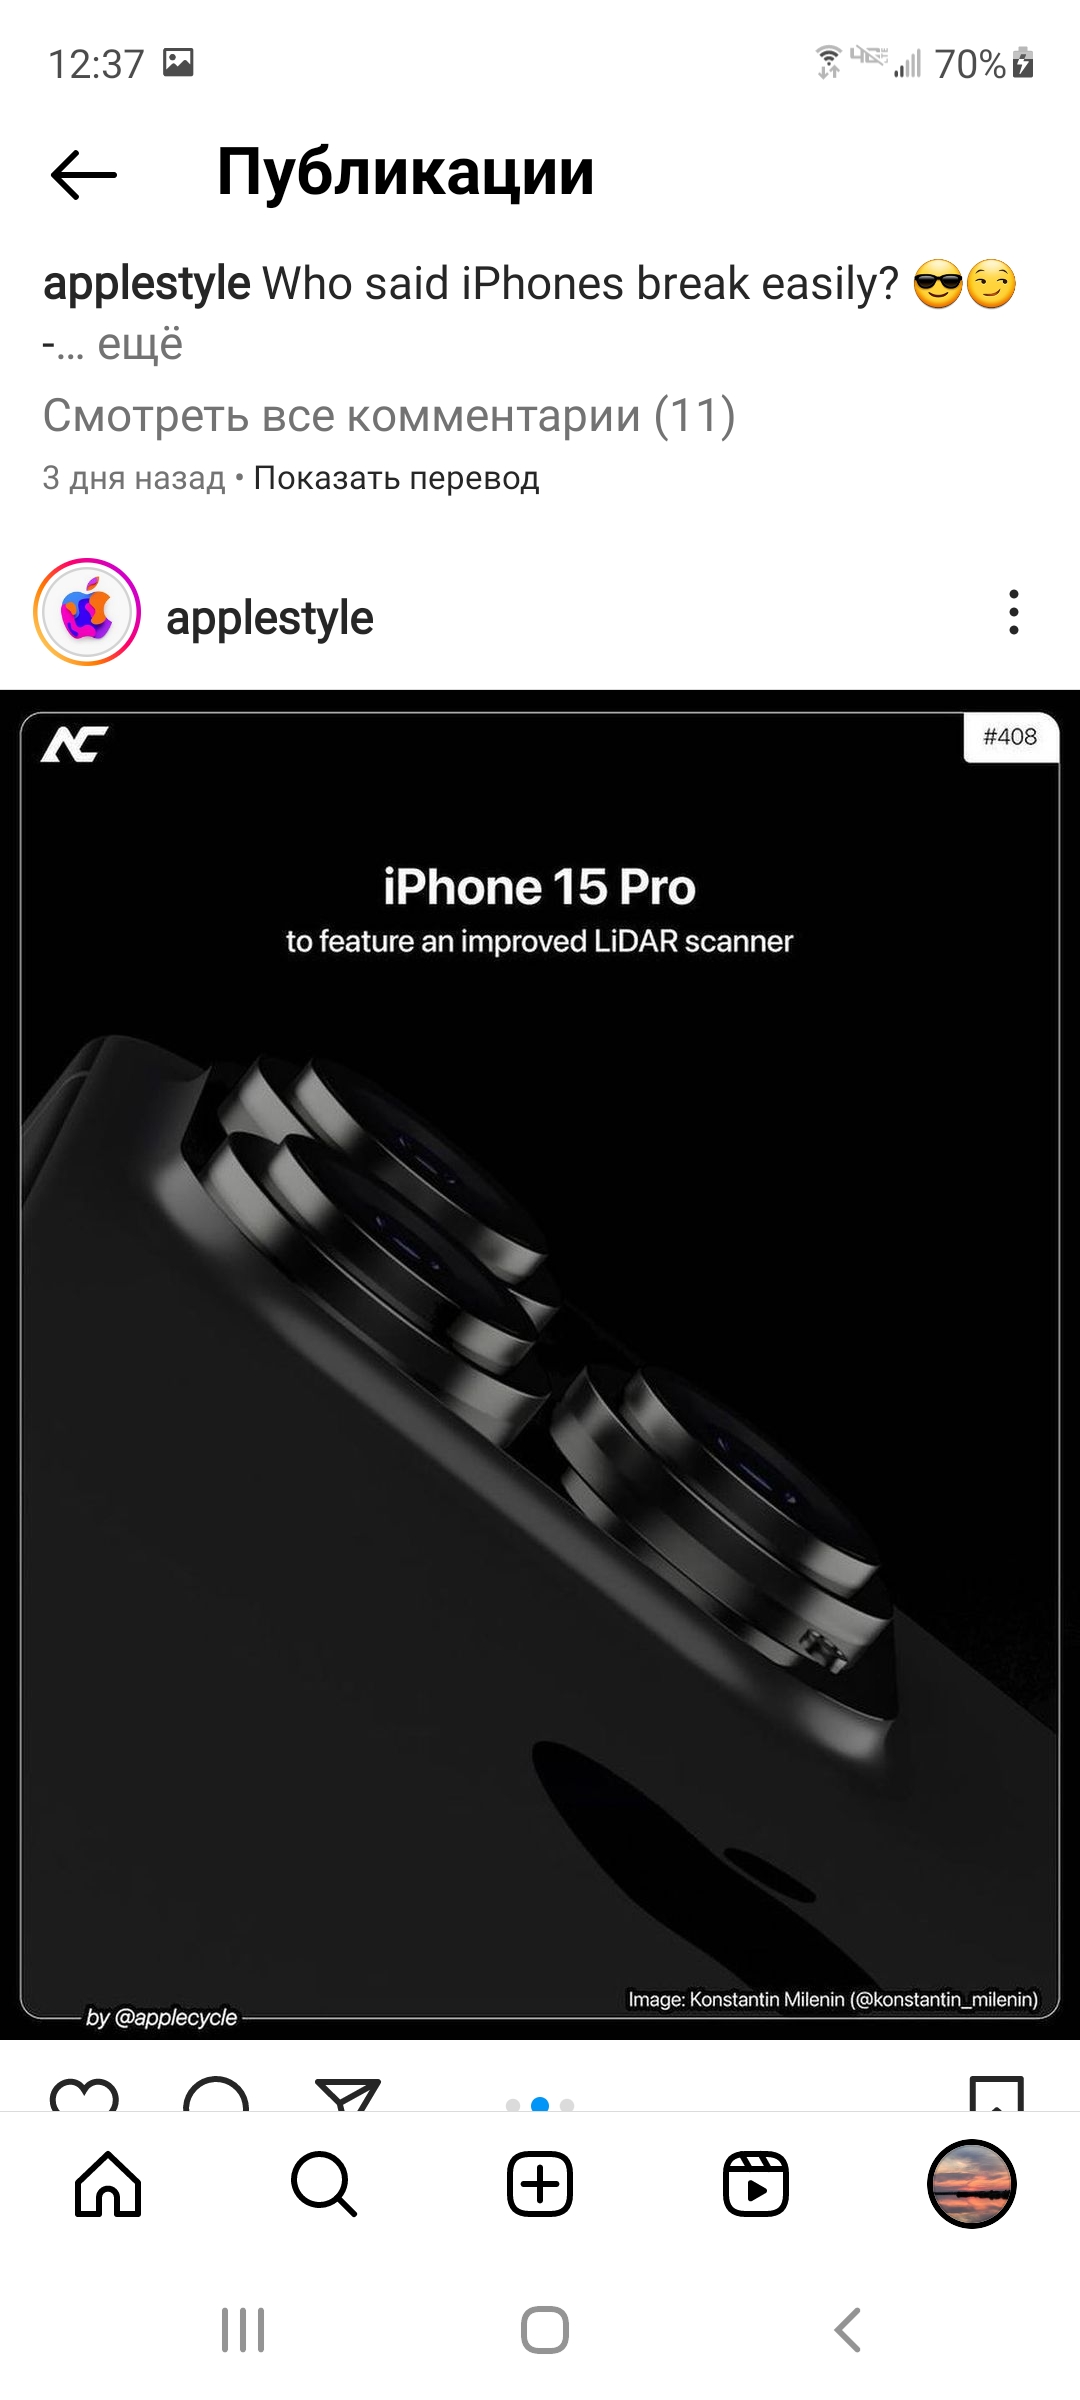 12:37 70%
Публикации
applestyle Who said iPhones break easily? 😎😏
-... ещё
Смотреть все комментарии (11)
3 дня назад • Показать перевод
applestyle
#408
iPhone 15 Pro
to feature an improved LiDAR scanner
Image: Konstantin Milenin (@konstantin_milenin)
by @applecycle